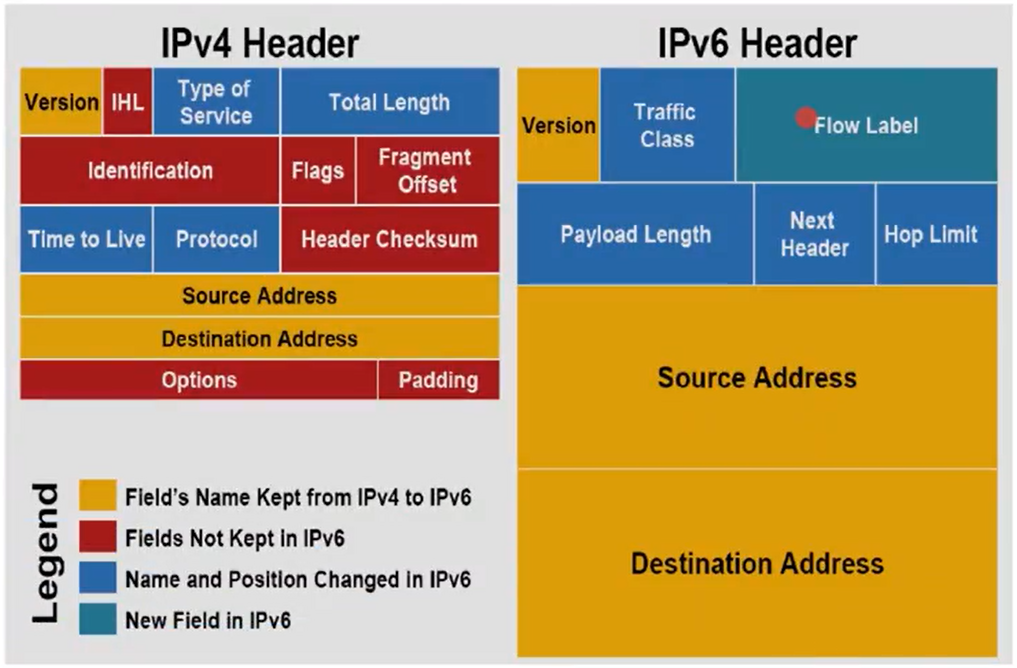 IPv4 Header
Version
IHL
Type of
Service
Total Length
Identification
Flags
Fragment
Offset
Time to Live
Protocol
Header Checksum
Source Address
Destination Address
Options
Padding
IPv6 Header
Version
Traffic
Class
Flow Label
Payload Length
Next
Header
Hop Limit
Source Address
Destination Address
Legend
Field's Name Kept from IPv4 to IPv6
Fields Not Kept in IPv6
Name and Position Changed in IPv6
New Field in IPv6